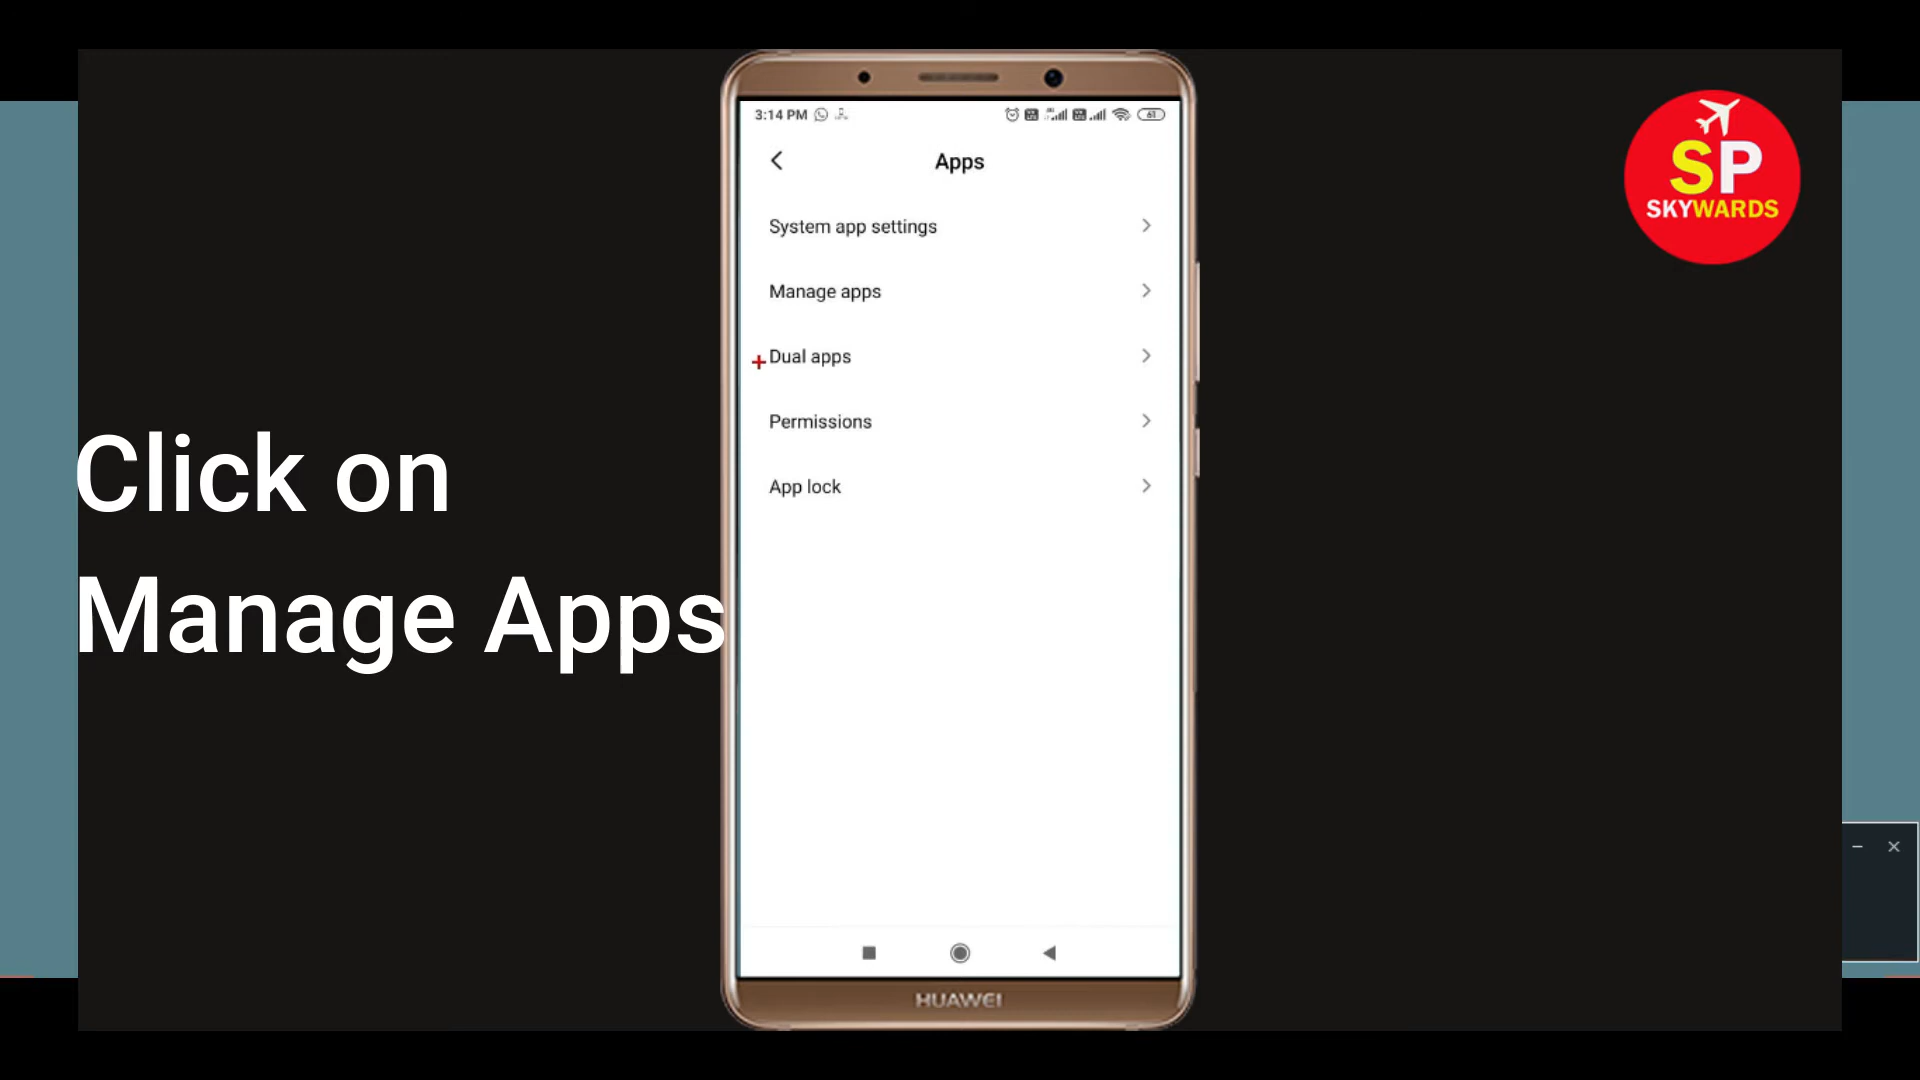 3:14 PM
61
Apps
System app settings
Manage apps
Dual apps
Permissions
App lock
Click on
Manage Apps
SP
SKYWARDS
HUAWEI